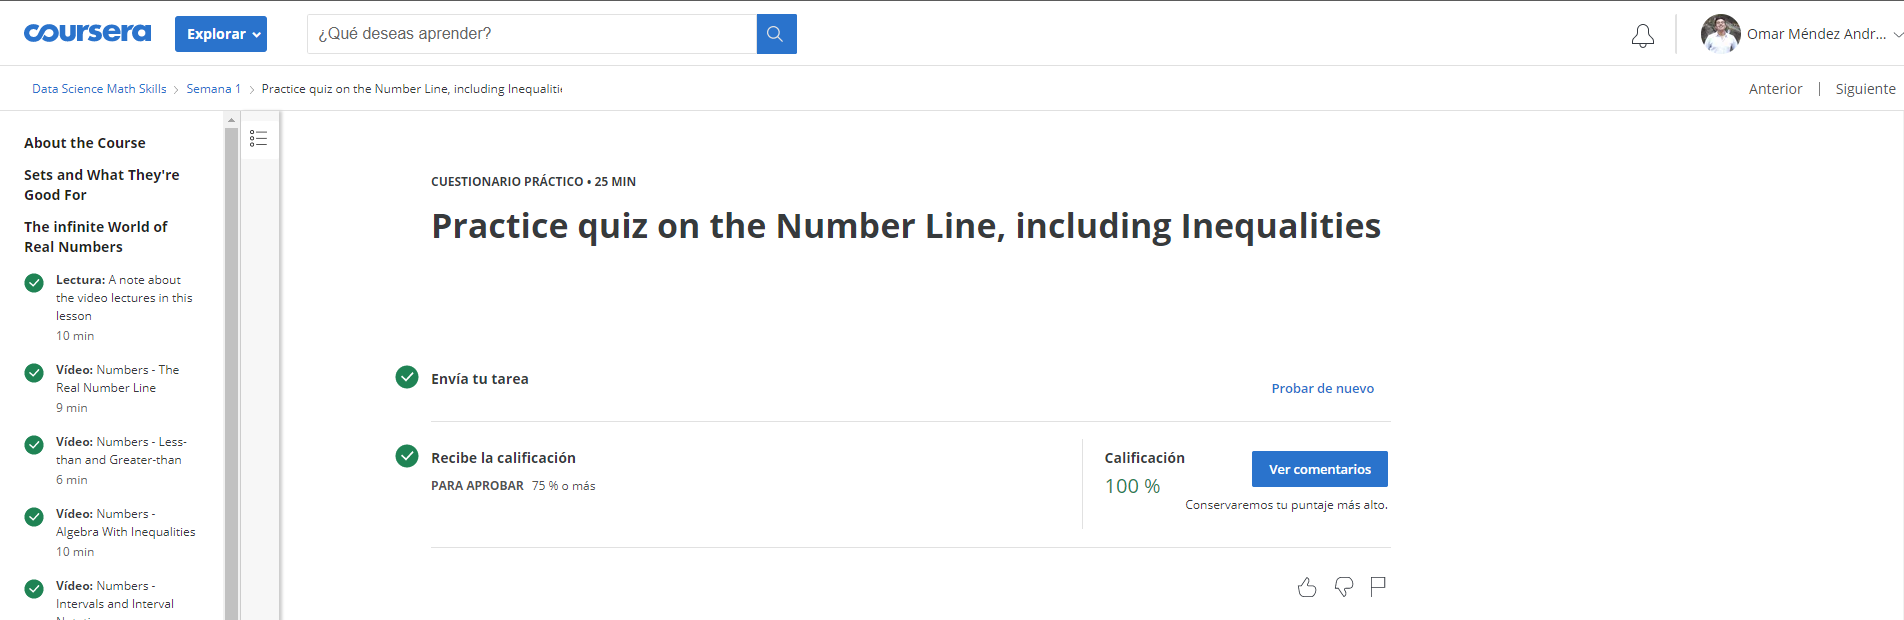 coursera
Explorar
¿Qué deseas aprender?
Omar Méndez Andr...
Data Science Math Skills > Semana 1 > Practice quiz on the Number Line, including
Anterior | Siguiente
About the Course
Sets and What They're
Good For
The infinite World of
Real Numbers
Lectura: A note about
the video lectures in this
lesson
10 min
Vídeo: Numbers - The
Real Number Line
9 min
Vídeo: Numbers - Less-
than and Greater-than
6 min
Vídeo: Numbers -
Algebra With Inequalities
10 min
Vídeo: Numbers -
Intervals and Interval
CUESTIONARIO PRÁCTICO • 25 MIN
Practice quiz on the Number Line, including Inequalities
Envía tu tarea
Probar de nuevo
Recibe la calificación
PARA APROBAR 75 % o más
Calificación
100 %
Ver comentarios
Conservaremos tu puntaje más alto.